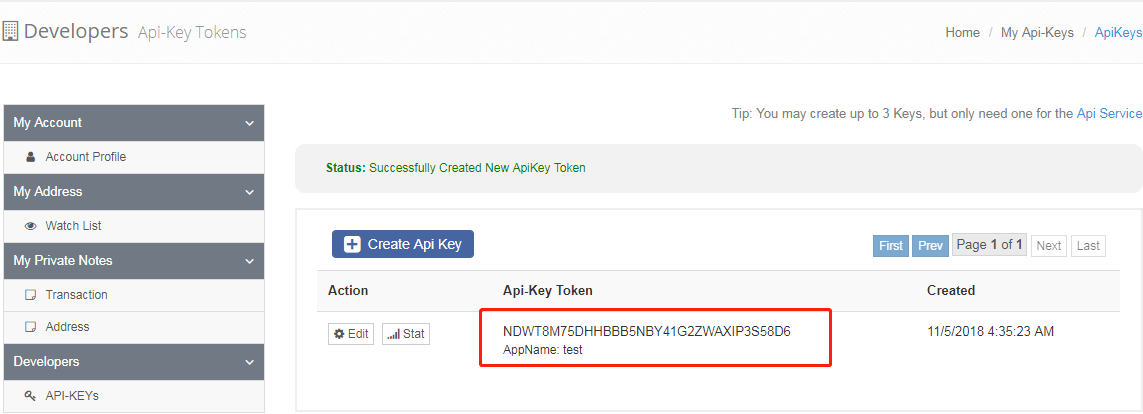 Developers Api-Key Tokens
Home / My Api-Keys / ApiKeys
Tip: You may create up to 3 Keys, but only need one for the Api Service
My Account
Account Profile
My Address
Watch List
My Private Notes
Transaction
Address
Developers
API-KEYs
Status: Successfully Created New ApiKey Token
Create Api Key
First Prev Page 1 of 1 Next Last
Action Api-Key Token Created
Edit Stat NDWT8M75DHHBBB5NBY41G2ZWAXIP3S58D6 11/5/2018 4:35:23 AM
AppName: test